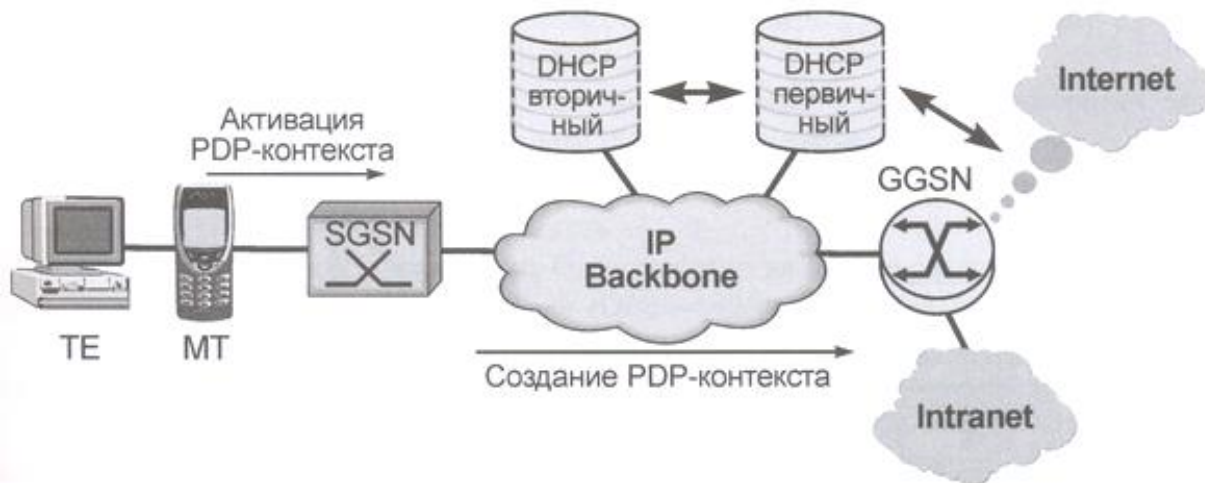 DHCP
вторич-
ный
DHCP
первич-
ный
Internet
Активация
PDP-контекста
GGSN
SGSN
IP
Backbone
TE
MT
Создание PDP-контекста
Intranet